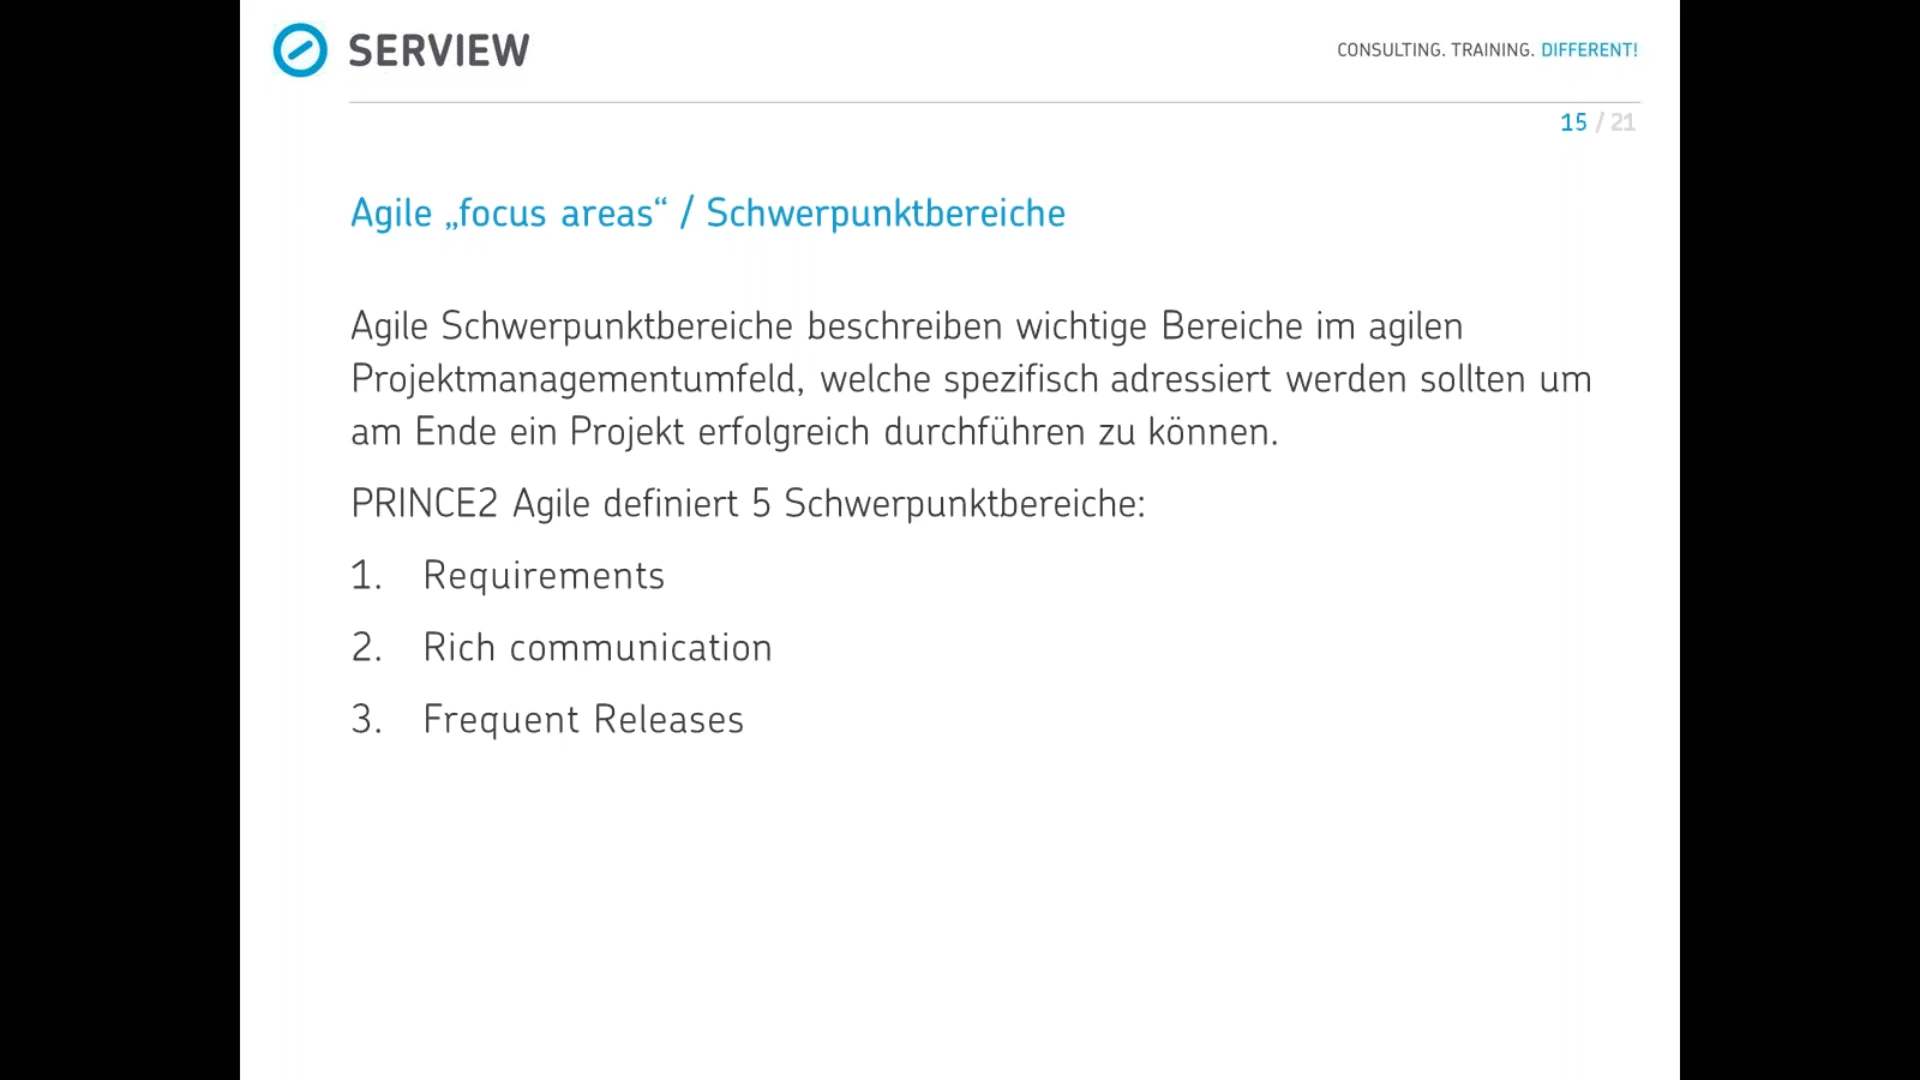 SERVIEW
CONSULTING. TRAINING. DIFFERENT!
15 / 21
Agile „focus areas“ / Schwerpunktbereiche
Agile Schwerpunktbereiche beschreiben wichtige Bereiche im agilen
Projektmanagementumfeld, welche spezifisch adressiert werden sollten um
am Ende ein Projekt erfolgreich durchführen zu können.
PRINCE2 Agile definiert 5 Schwerpunktbereiche:
1. Requirements
2. Rich communication
3. Frequent Releases